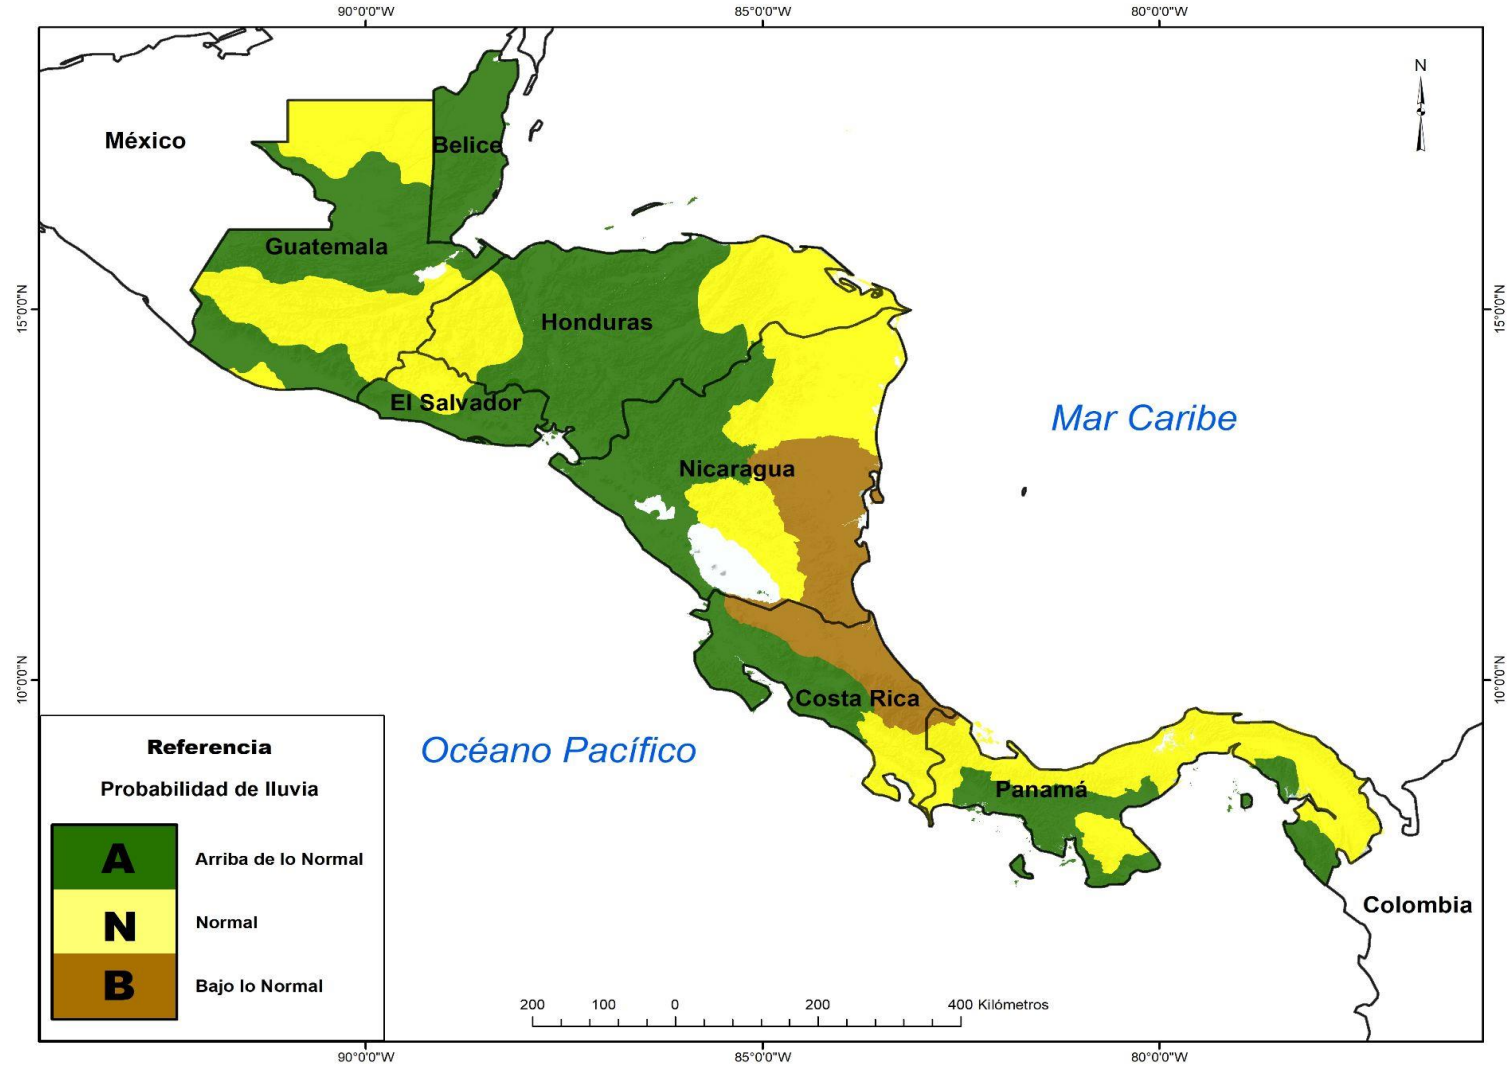 90°0'0"W
85°0'0"W
80°0'0"W
N
México
Belice
Guatemala
15°0'0"N
15°0'0"N
Honduras
El Salvador
Mar Caribe
Nicaragua
10°0'0"N
10°0'0"N
Costa Rica
Océano Pacífico
Panamá
Colombia
Referencia
Probabilidad de lluvia
A Arriba de lo Normal
N Normal
B Bajo lo Normal
200 100 0 200 400 Kilómetros
90°0'0"W
85°0'0"W
80°0'0"W